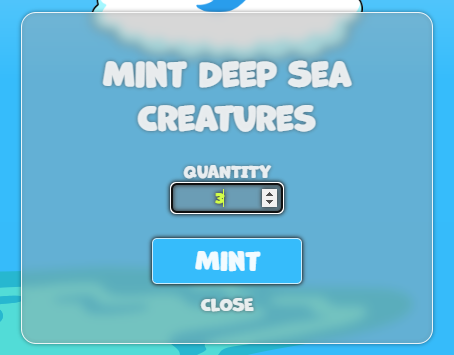 MINT DEEP SEA
CREATURES
QUANTITY
3
MINT
CLOSE